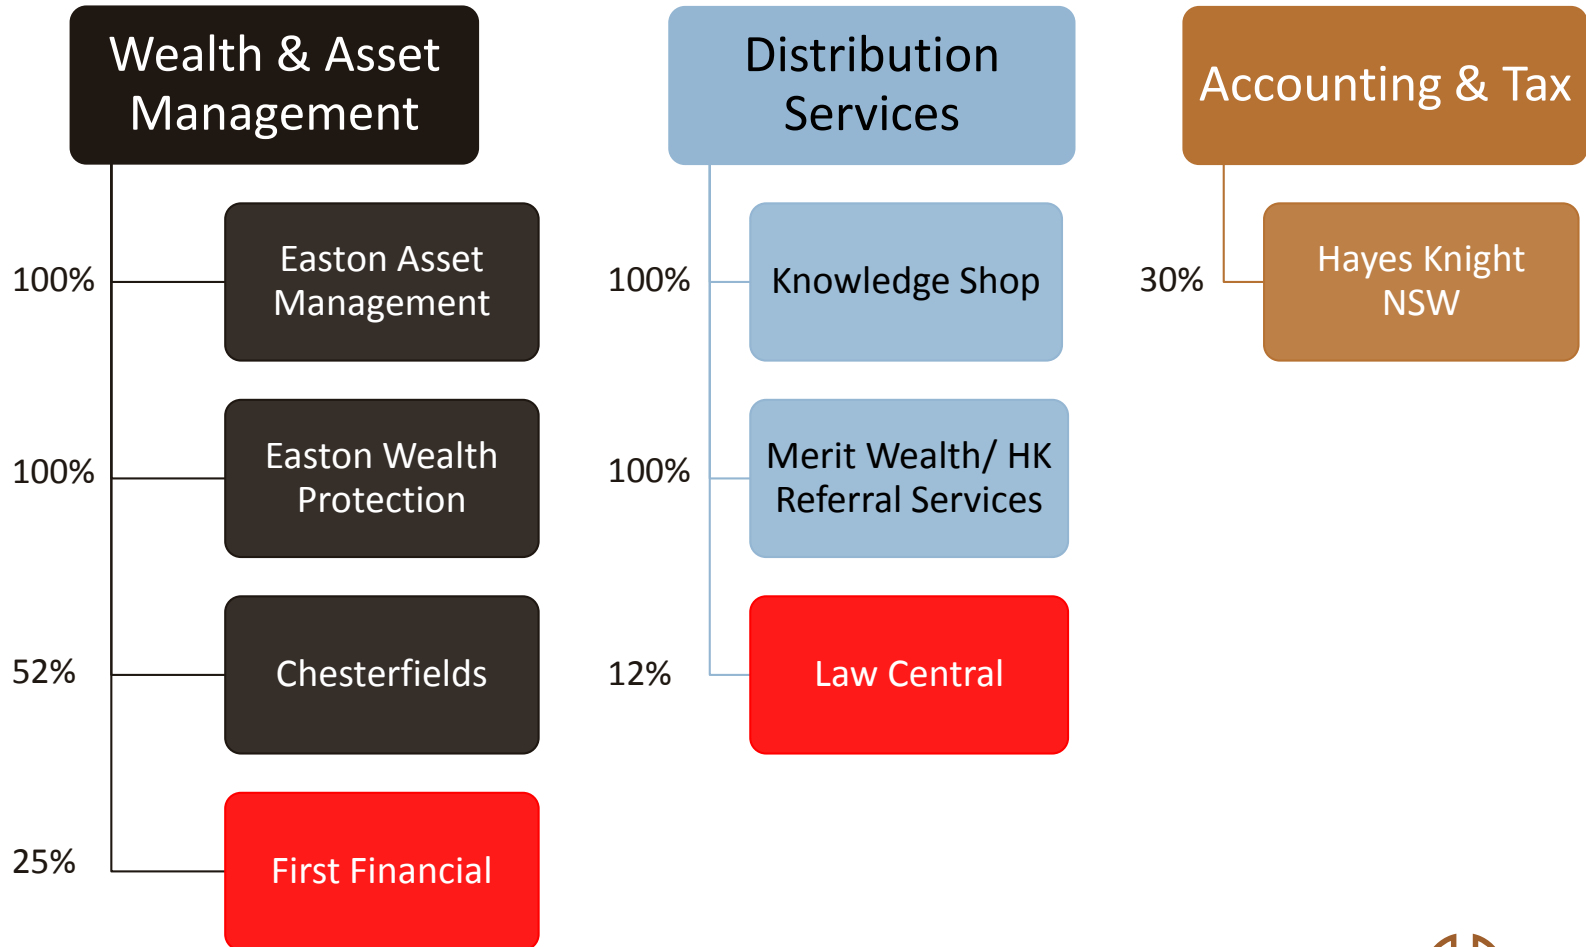 Wealth & Asset
Management
100%
Easton Asset
Management
100%
Easton Wealth
Protection
52%
Chesterfields
25%
First Financial
Distribution
Services
100%
Knowledge Shop
100%
Merit Wealth/ HK
Referral Services
12%
Law Central
Accounting & Tax
30%
Hayes Knight
NSW